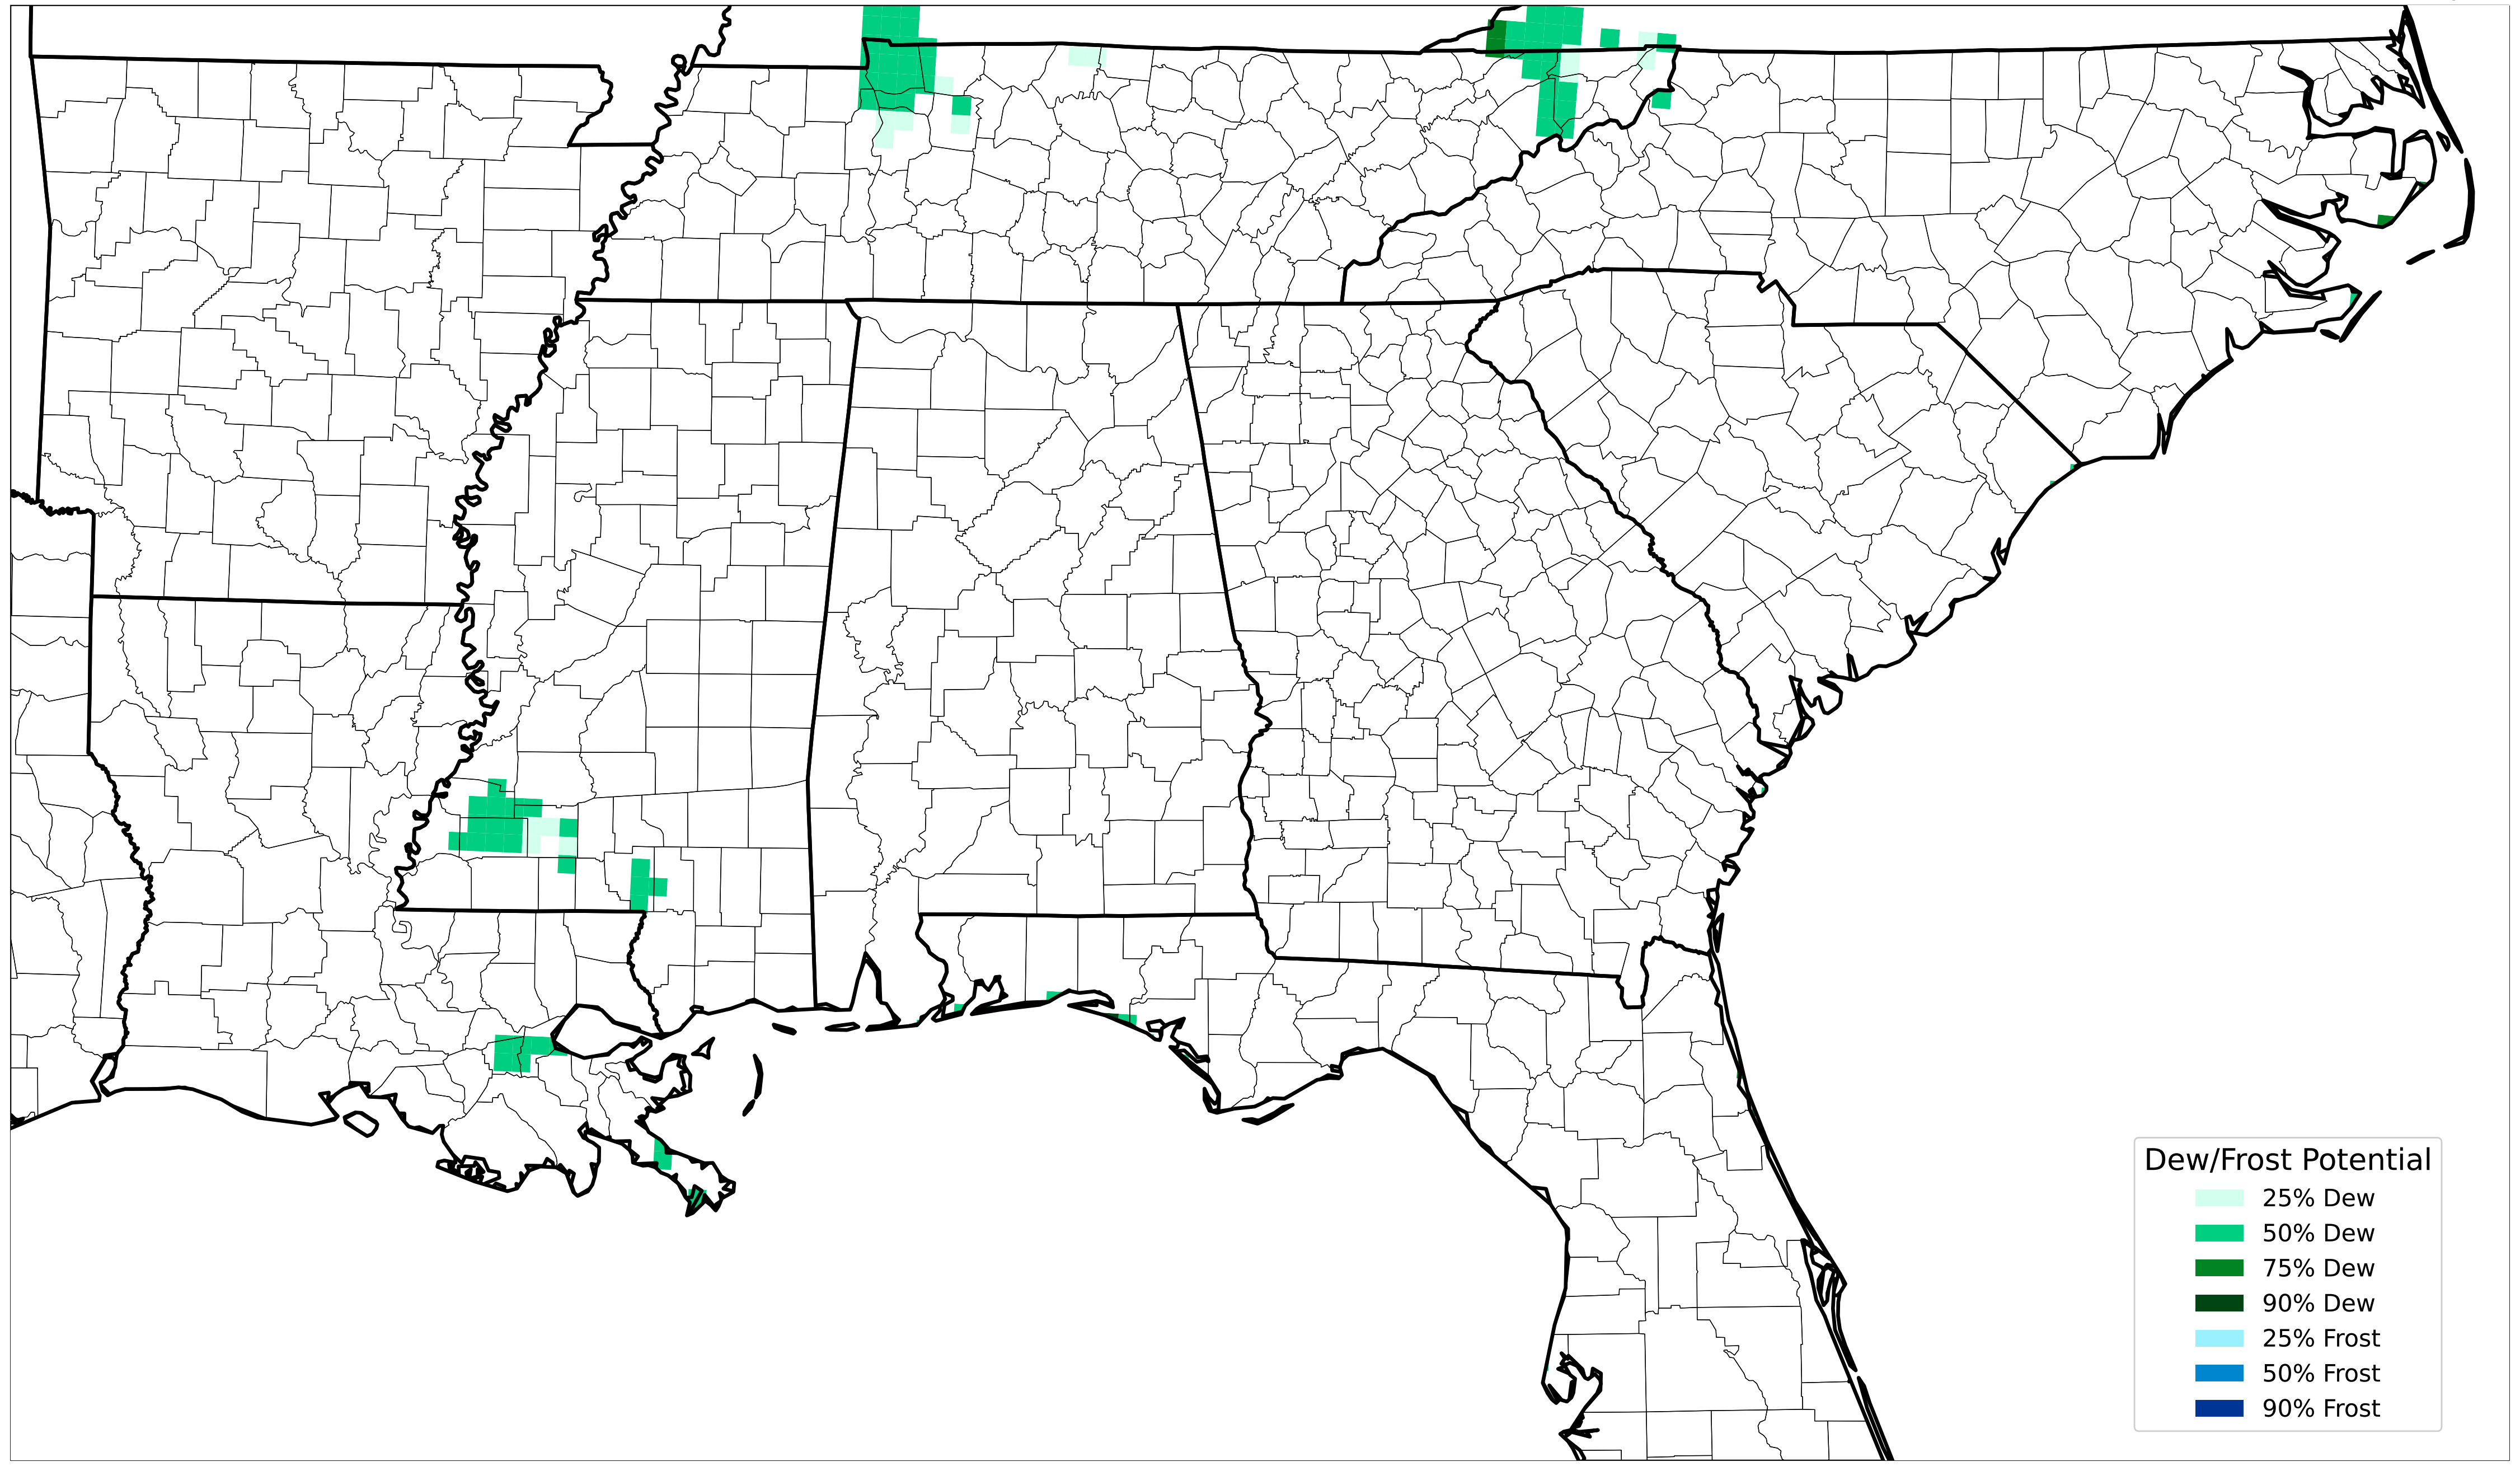 Dew/Frost Potential
25% Dew
50% Dew
75% Dew
90% Dew
25% Frost
50% Frost
90% Frost